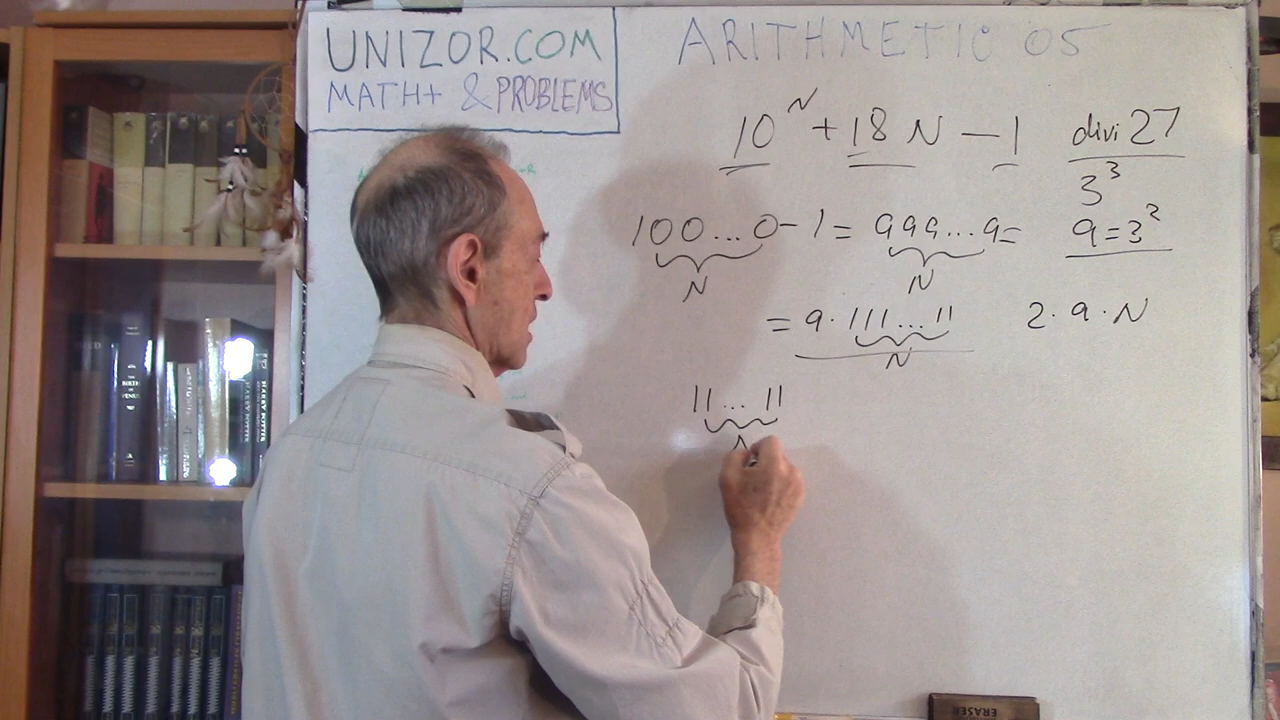 UNIZOR.COM
MATH+ & PROBLEMS
ARITHMETIC 05
10^N + 18 N - 1 divi 27
3^3
100...0 - 1 = 999...9 = 9 = 3^2
N N
= 9 · 111...11 2 · 9 · N
N
11...11
ERASER